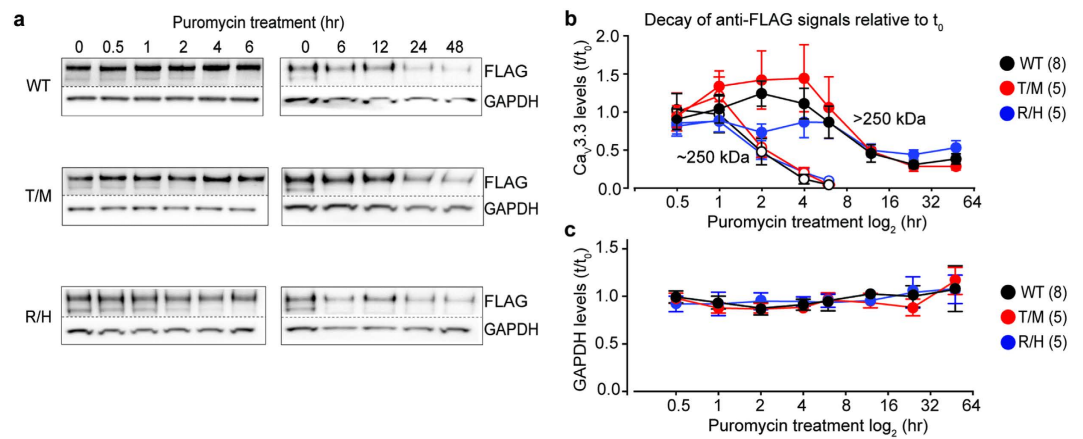 a
Puromycin treatment (hr)
0 0.5 1 2 4 6 0 6 12 24 48
WT
FLAG
GAPDH
T/M
FLAG
GAPDH
R/H
FLAG
GAPDH
b Decay of anti-FLAG signals relative to t0
CaV3.3 levels (t/t0)
2.0
1.5
1.0
0.5
0.0
>250 kDa
~250 kDa
0.5 1 2 4 8 16 32 64
Puromycin treatment log2 (hr)
WT (8)
T/M (5)
R/H (5)
c
GAPDH levels (t/t0)
1.5
1.0
0.5
0.0
0.5 1 2 4 8 16 32 64
Puromycin treatment log2 (hr)
WT (8)
T/M (5)
R/H (5)